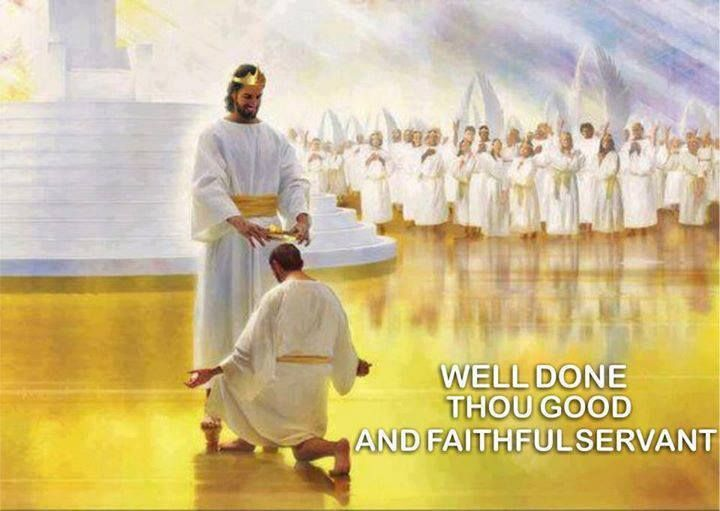 WELL DONE
THOU GOOD
AND FAITHFUL SERVANT